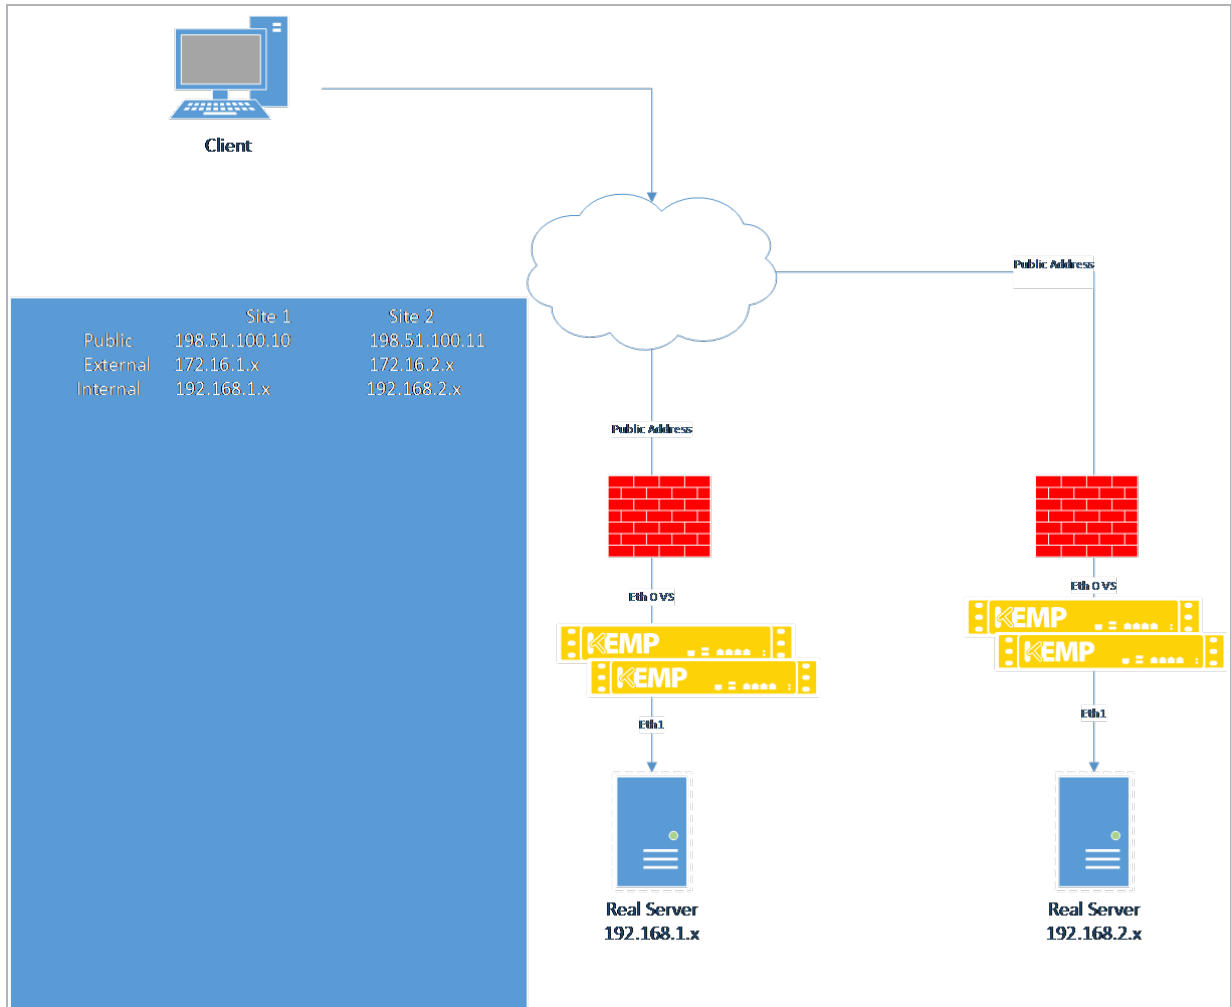 Client
Public Address
Site 1 Site 2
Public 198.51.100.10 198.51.100.11
External 172.16.1.x 172.16.2.x
Internal 192.168.1.x 192.168.2.x
Public Address
Eth 0 VS
Eth 0 VS
KEMP
KEMP
KEMP
KEMP
Eth1
Eth1
Real Server
192.168.1.x
Real Server
192.168.2.x